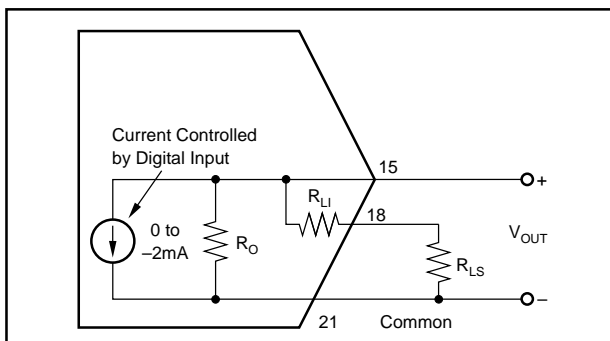 Current Controlled
by Digital Input
15
R_LI
18
0 to
–2mA
R_O
V_OUT
R_LS
+
–
21
Common